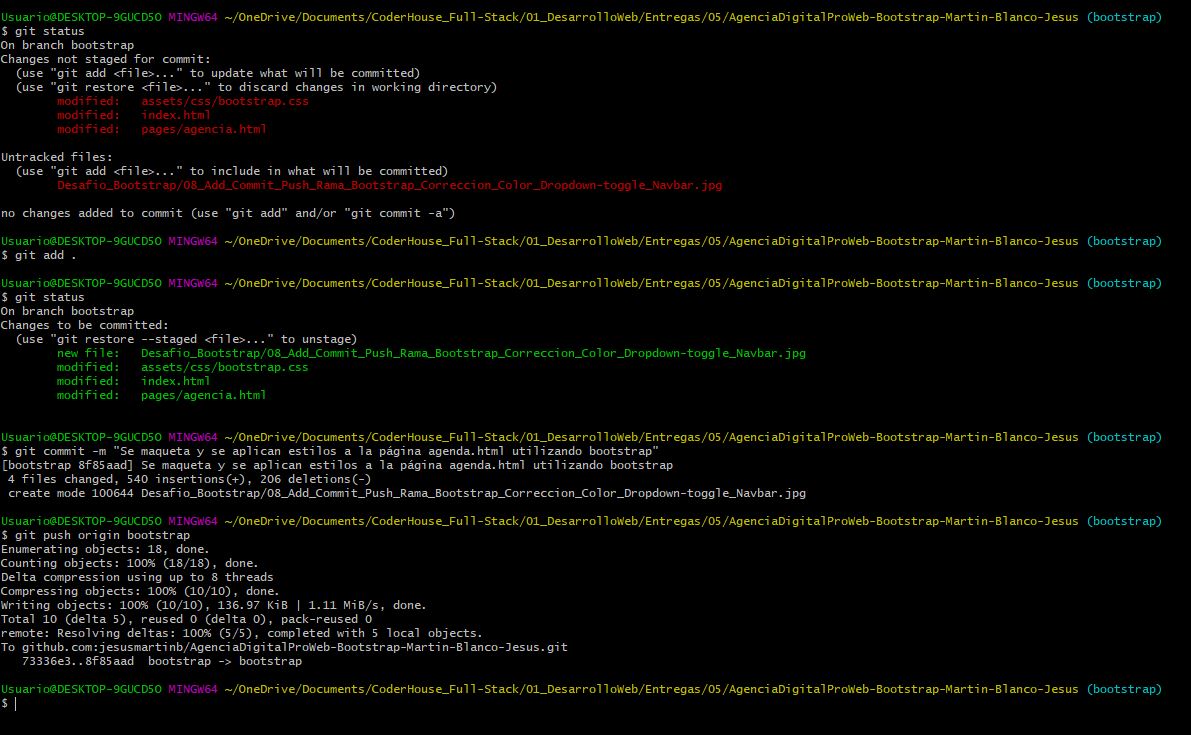 Usuario@DESKTOP-9GUCD5O MINGW64 ~/OneDrive/Documents/CoderHouse_Full-Stack/01_DesarrolloWeb/Entregas/05/AgenciaDigitalProWeb-Bootstrap-Martin-Blanco-Jesus (bootstrap)
$ git status
On branch bootstrap
Changes not staged for commit:
  (use "git add <file>..." to update what will be committed)
  (use "git restore <file>..." to discard changes in working directory)
        modified:   assets/css/bootstrap.css
        modified:   index.html
        modified:   pages/agencia.html

Untracked files:
  (use "git add <file>..." to include in what will be committed)
        Desafio_Bootstrap/08_Add_Commit_Push_Rama_Bootstrap_Correccion_Color_Dropdown-toggle_Navbar.jpg

no changes added to commit (use "git add" and/or "git commit -a")

Usuario@DESKTOP-9GUCD5O MINGW64 ~/OneDrive/Documents/CoderHouse_Full-Stack/01_DesarrolloWeb/Entregas/05/AgenciaDigitalProWeb-Bootstrap-Martin-Blanco-Jesus (bootstrap)
$ git add .

Usuario@DESKTOP-9GUCD5O MINGW64 ~/OneDrive/Documents/CoderHouse_Full-Stack/01_DesarrolloWeb/Entregas/05/AgenciaDigitalProWeb-Bootstrap-Martin-Blanco-Jesus (bootstrap)
$ git status
On branch bootstrap
Changes to be committed:
  (use "git restore --staged <file>..." to unstage)
        new file:   Desafio_Bootstrap/08_Add_Commit_Push_Rama_Bootstrap_Correccion_Color_Dropdown-toggle_Navbar.jpg
        modified:   assets/css/bootstrap.css
        modified:   index.html
        modified:   pages/agencia.html

Usuario@DESKTOP-9GUCD5O MINGW64 ~/OneDrive/Documents/CoderHouse_Full-Stack/01_DesarrolloWeb/Entregas/05/AgenciaDigitalProWeb-Bootstrap-Martin-Blanco-Jesus (bootstrap)
$ git commit -m "Se maqueta y se aplican estilos a la página agenda.html utilizando bootstrap"
[bootstrap 8f85aad] Se maqueta y se aplican estilos a la página agenda.html utilizando bootstrap
 4 files changed, 540 insertions(+), 206 deletions(-)
 create mode 100644 Desafio_Bootstrap/08_Add_Commit_Push_Rama_Bootstrap_Correccion_Color_Dropdown-toggle_Navbar.jpg

Usuario@DESKTOP-9GUCD5O MINGW64 ~/OneDrive/Documents/CoderHouse_Full-Stack/01_DesarrolloWeb/Entregas/05/AgenciaDigitalProWeb-Bootstrap-Martin-Blanco-Jesus (bootstrap)
$ git push origin bootstrap
Enumerating objects: 18, done.
Counting objects: 100% (18/18), done.
Delta compression using up to 8 threads
Compressing objects: 100% (10/10), done.
Writing objects: 100% (10/10), 136.97 KiB | 1.11 MiB/s, done.
Total 10 (delta 5), reused 0 (delta 0), pack-reused 0
remote: Resolving deltas: 100% (5/5), completed with 5 local objects.
To github.com:jesusmartinb/AgenciaDigitalProWeb-Bootstrap-Martin-Blanco-Jesus.git
   73336e3..8f85aad  bootstrap -> bootstrap

Usuario@DESKTOP-9GUCD5O MINGW64 ~/OneDrive/Documents/CoderHouse_Full-Stack/01_DesarrolloWeb/Entregas/05/AgenciaDigitalProWeb-Bootstrap-Martin-Blanco-Jesus (bootstrap)
$